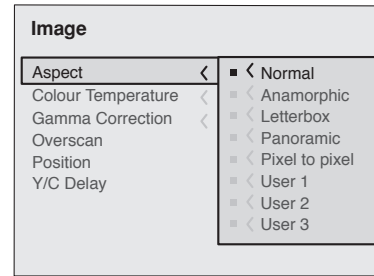 Image
Aspect
Colour Temperature
Gamma Correction
Overscan
Position
Y/C Delay
Normal
Anamorphic
Letterbox
Panoramic
Pixel to pixel
User 1
User 2
User 3